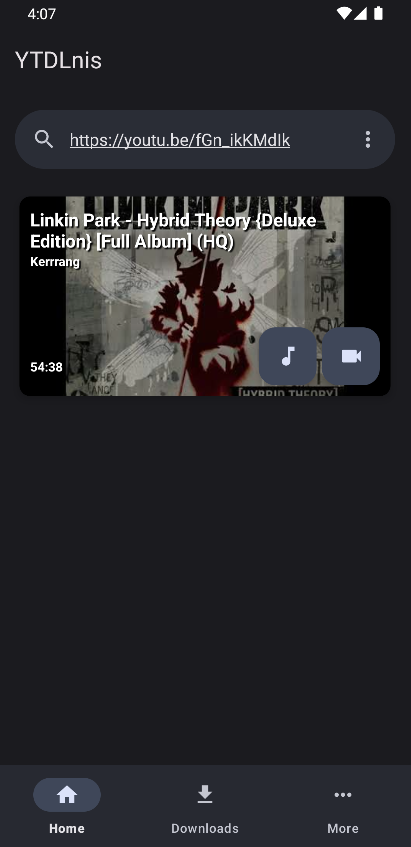 4:07
YTDLnis
https://youtu.be/fGn_ikKMdIk
Linkin Park - Hybrid Theory {Deluxe
Edition} [Full Album] (HQ)
Kerrrang
54:38
[HYBRID THEORY]
Home
Downloads
More